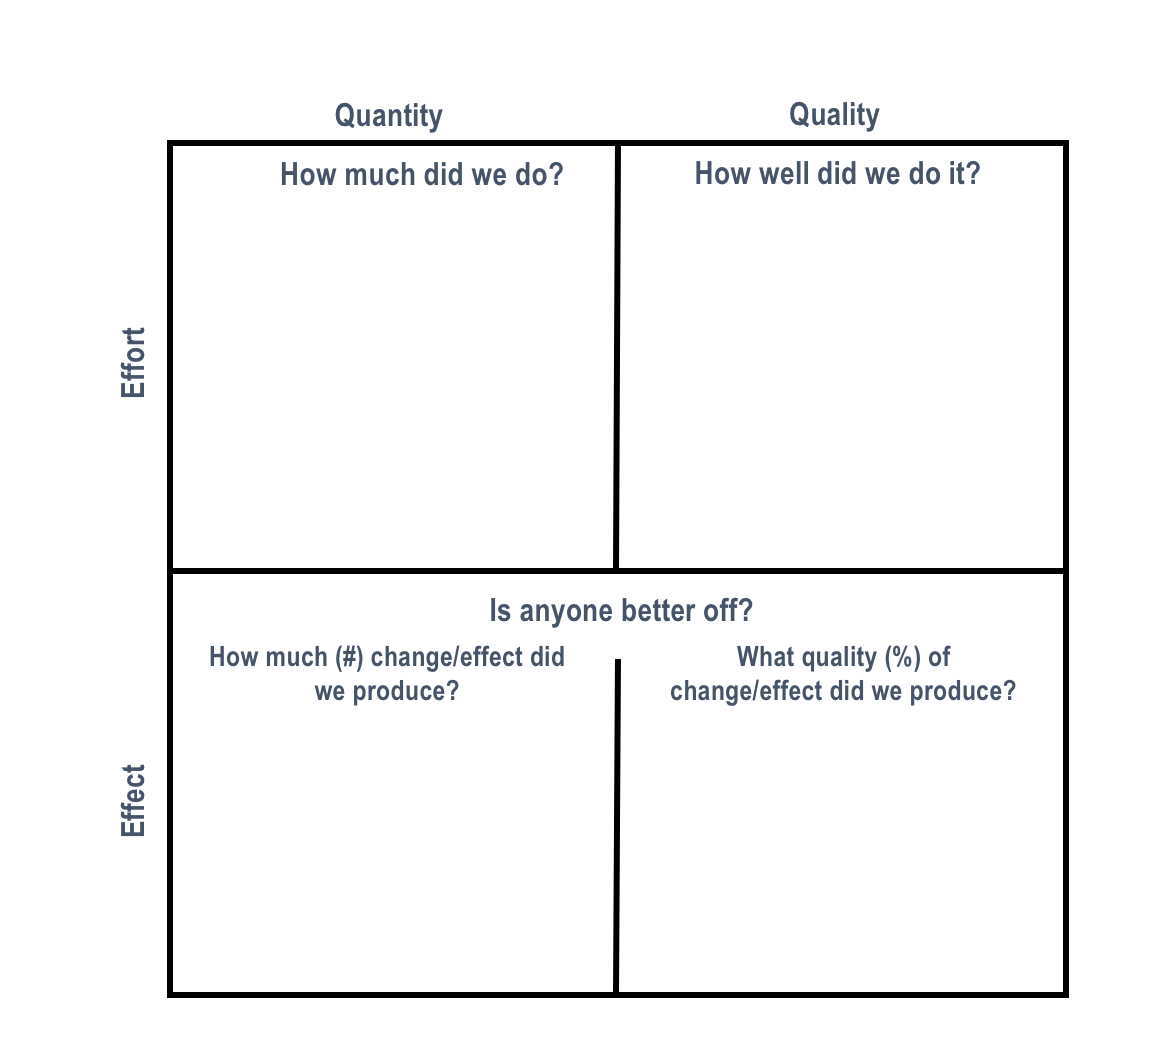 Quantity
Quality
How much did we do?
How well did we do it?
Effort
Is anyone better off?
How much (#) change/effect did
we produce?
What quality (%) of
change/effect did we produce?
Effect